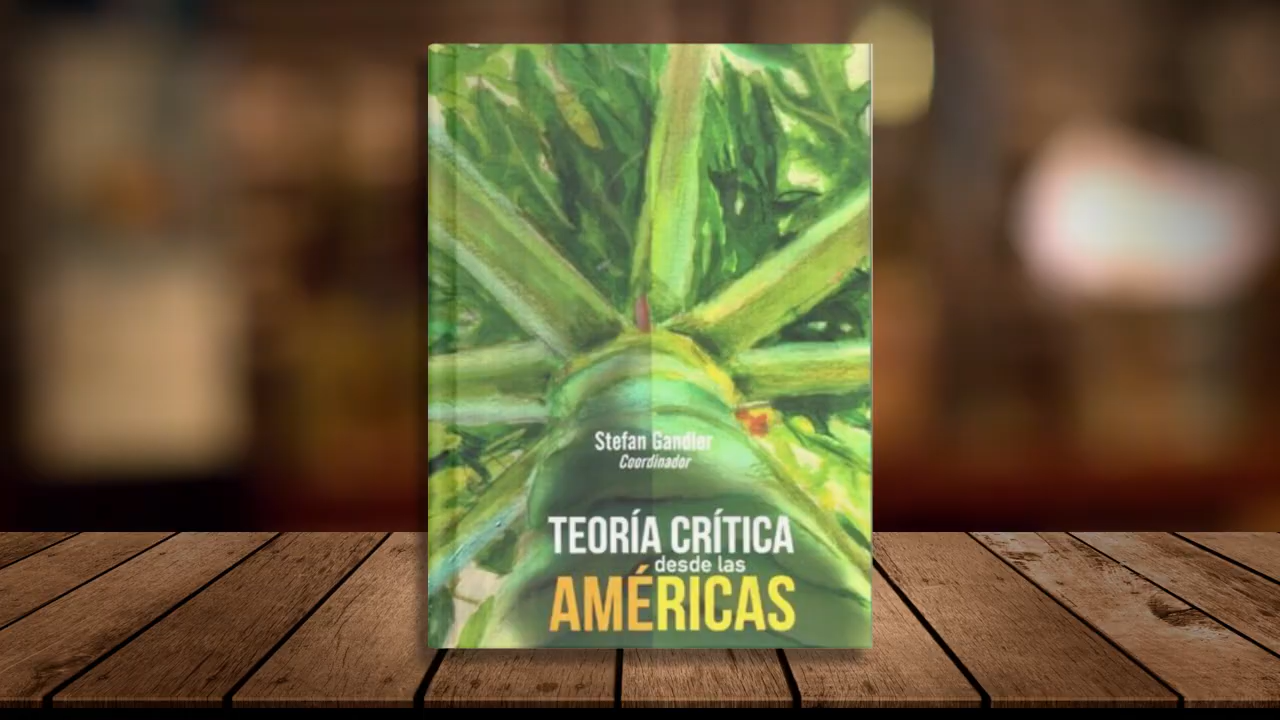 Stefan Gandler
Coordinador
TEORÍA CRÍTICA
desde las
AMÉRICAS